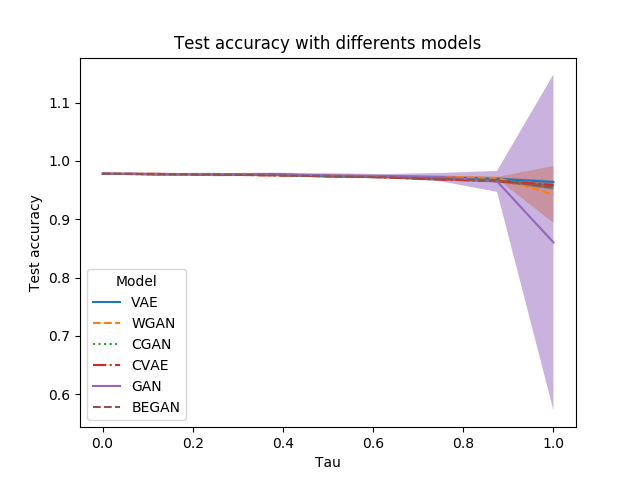 Test accuracy with differents models
1.1
1.0
0.9
0.8
0.7
0.6
Test accuracy
Model
VAE
WGAN
CGAN
CVAE
GAN
BEGAN
0.0
0.2
0.4
0.6
0.8
1.0
Tau